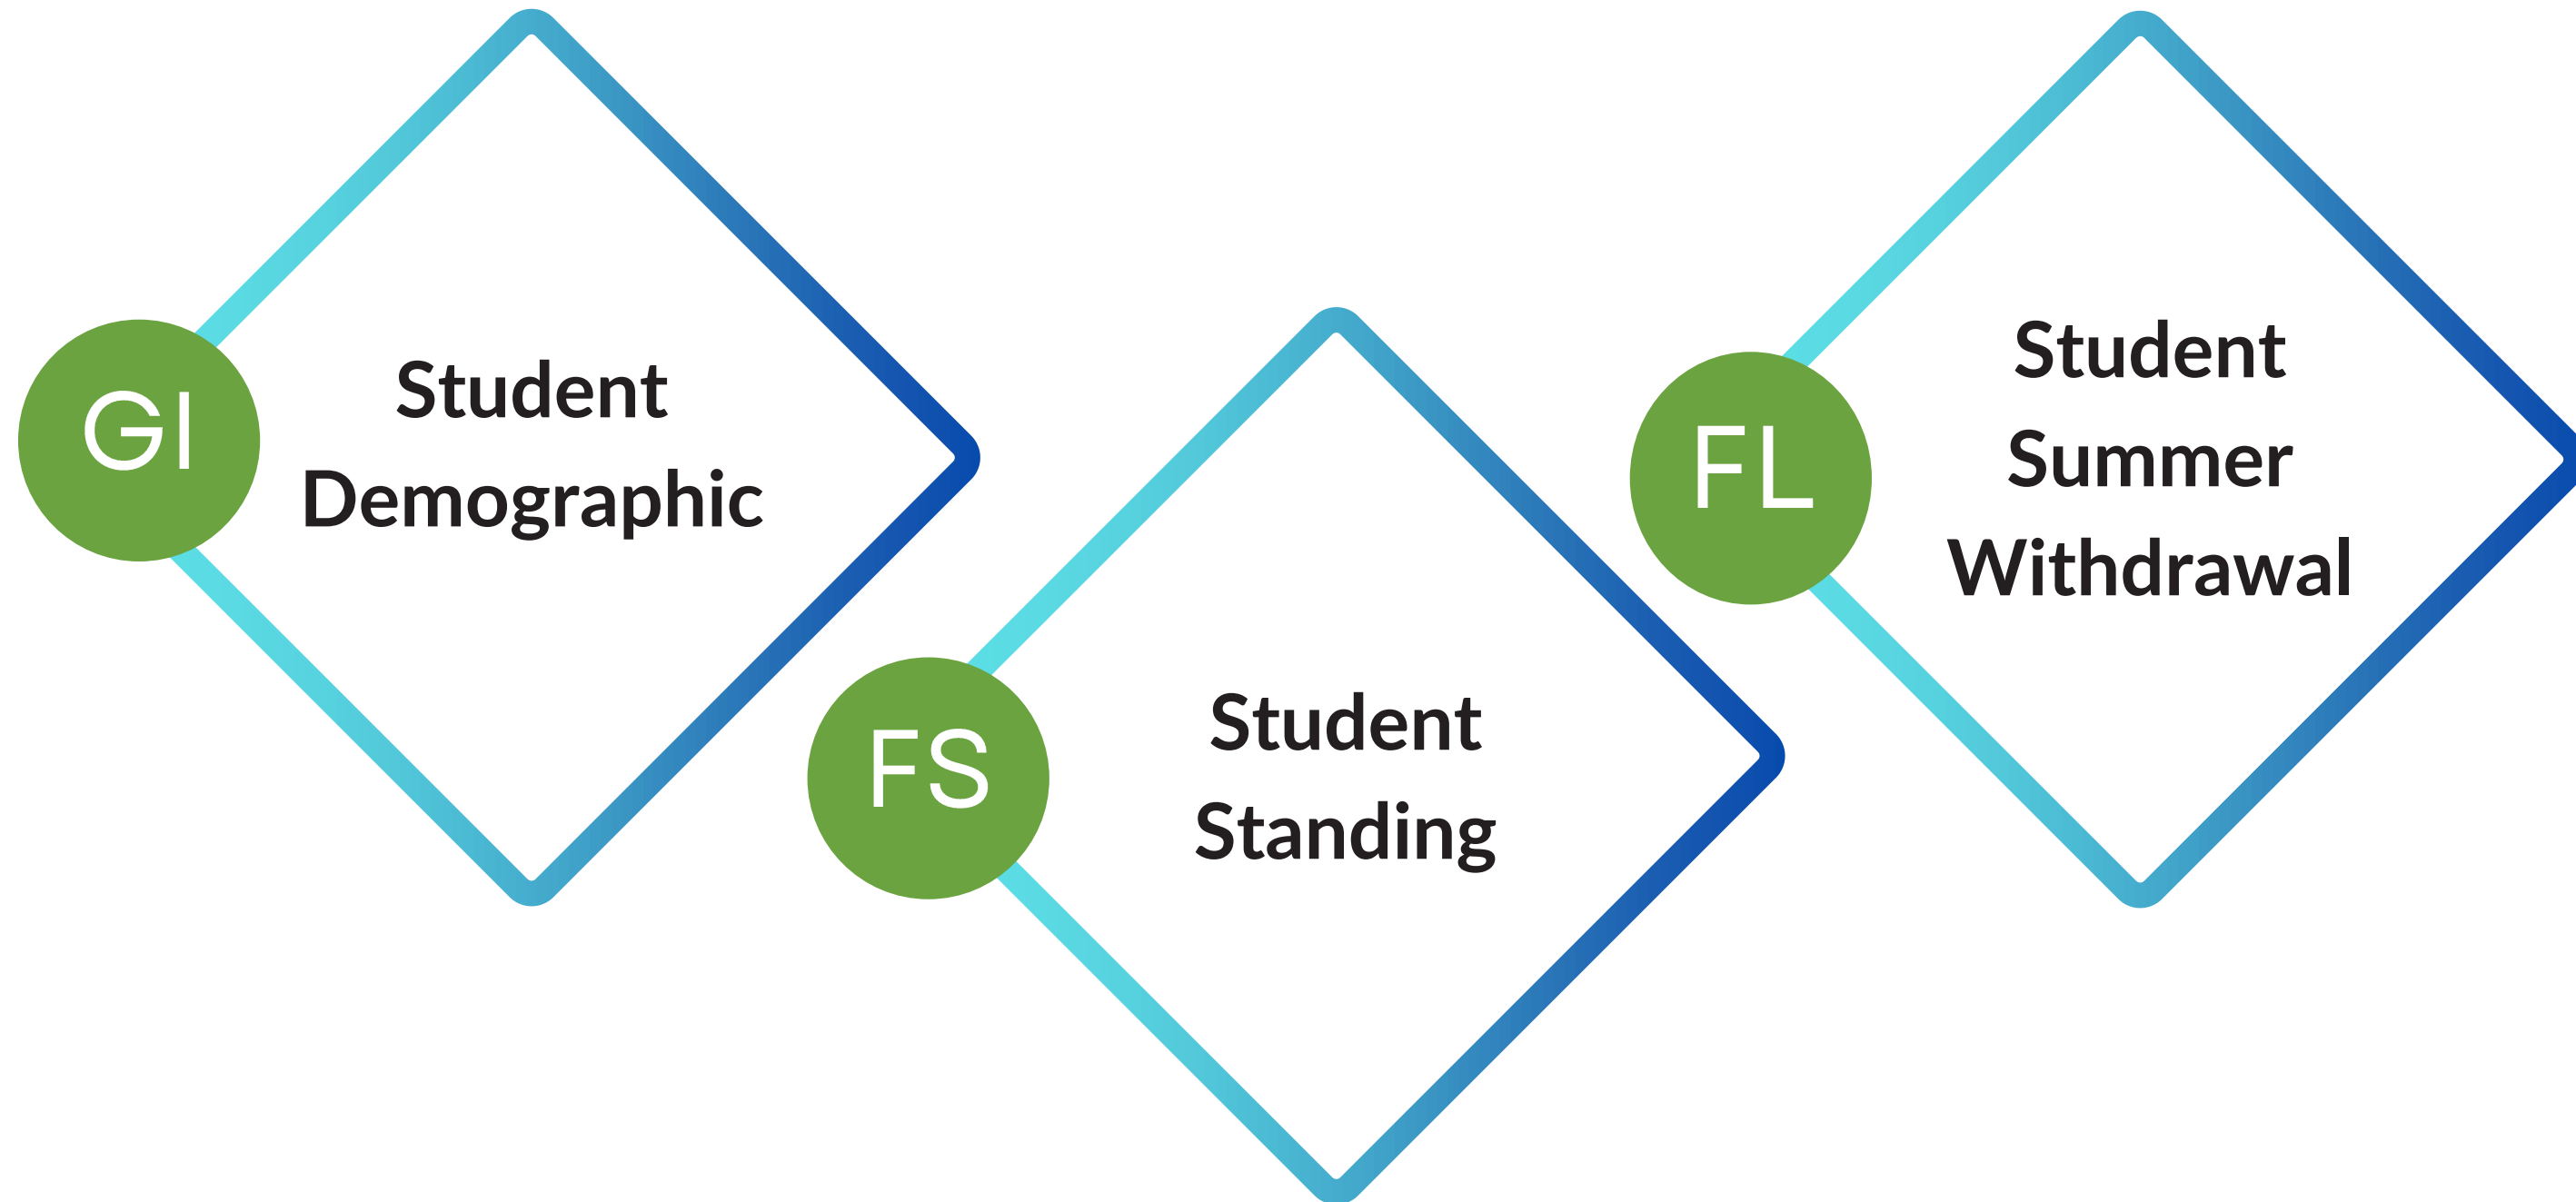 GI
Student
Demographic
FS
Student
Standing
FL
Student
Summer
Withdrawal